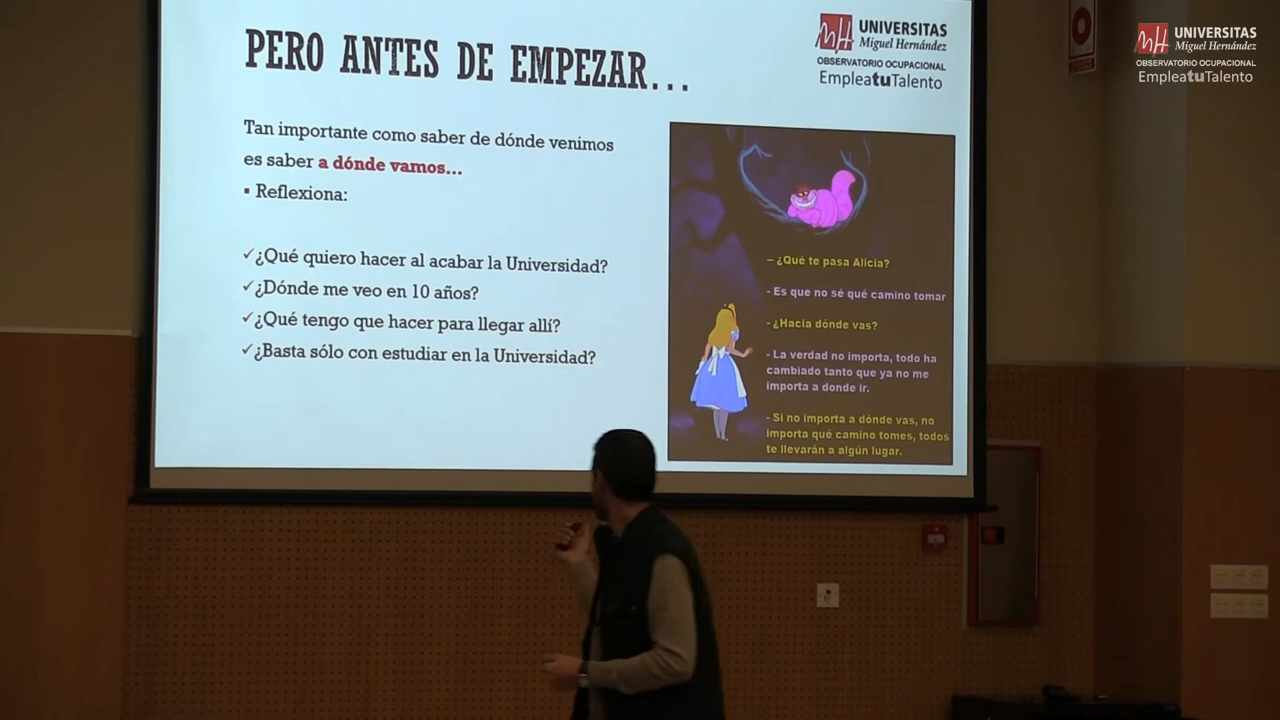 PERO ANTES DE EMPEZAR...
UNIVERSITAS
Miguel Hernández
OBSERVATORIO OCUPACIONAL
EmpleatuTalento
Tan importante como saber de dónde venimos
es saber a dónde vamos...
▪ Reflexiona:
✓¿Qué quiero hacer al acabar la Universidad?
✓¿Dónde me veo en 10 años?
✓¿Qué tengo que hacer para llegar allí?
✓¿Basta sólo con estudiar en la Universidad?
– ¿Qué te pasa Alicia?
- Es que no sé qué camino tomar
- ¿Hacia dónde vas?
- La verdad no importa, todo ha
cambiado tanto que ya no me
importa a donde ir.
- Si no importa a dónde vas, no
importa qué camino tomes, todos
te llevarán a algún lugar.
UNIVERSITAS
Miguel Hernández
OBSERVATORIO OCUPACIONAL
EmpleatuTalento